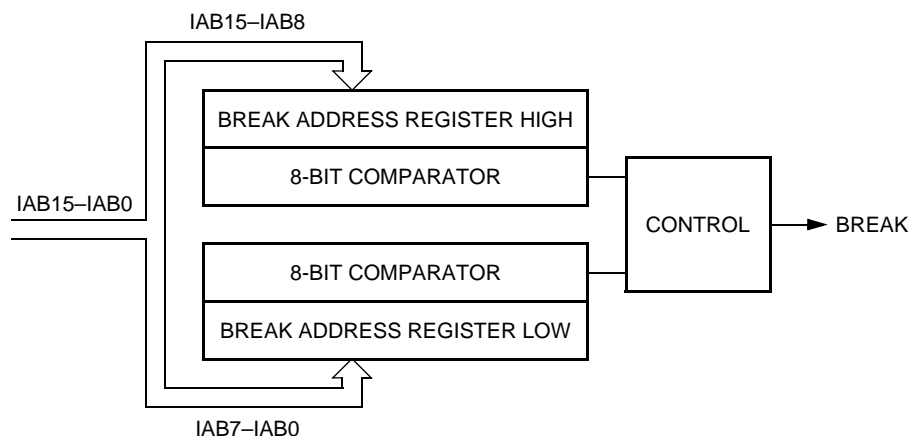 IAB15–IAB8
BREAK ADDRESS REGISTER HIGH
8-BIT COMPARATOR
IAB15–IAB0
CONTROL
BREAK
8-BIT COMPARATOR
BREAK ADDRESS REGISTER LOW
IAB7–IAB0